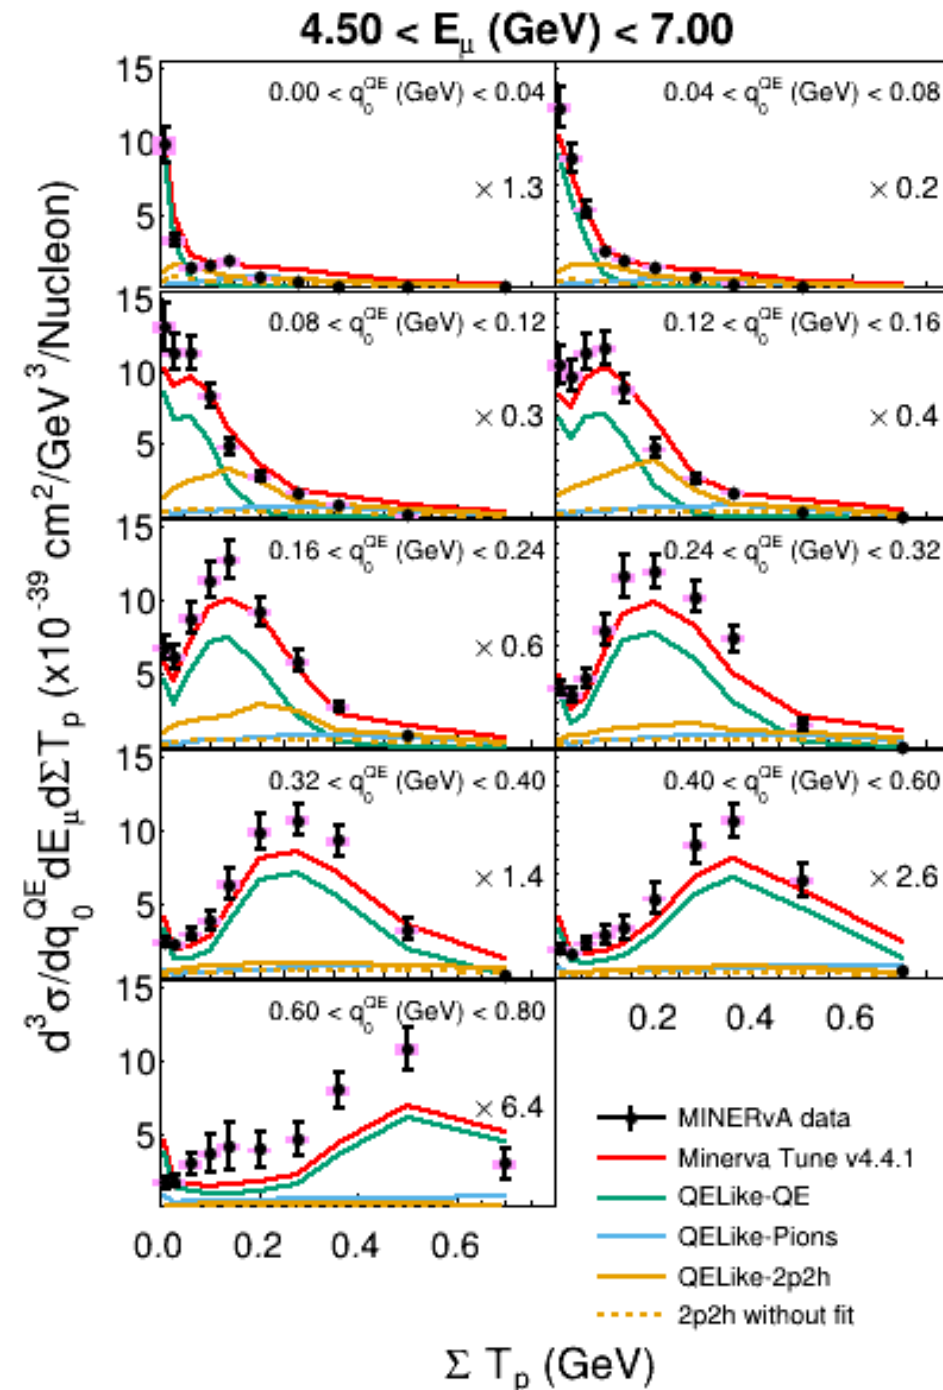 4.50 < E_μ (GeV) < 7.00
d³σ/dq₀^QE dE_μ dΣT_p (x10⁻³⁹ cm²/GeV³/Nucleon)
15
0.00 < q₀^QE (GeV) < 0.04
0.04 < q₀^QE (GeV) < 0.08
10
× 1.3
× 0.2
5
15
0.08 < q₀^QE (GeV) < 0.12
0.12 < q₀^QE (GeV) < 0.16
10
× 0.3
× 0.4
5
15
0.16 < q₀^QE (GeV) < 0.24
0.24 < q₀^QE (GeV) < 0.32
10
× 0.6
5
15
0.32 < q₀^QE (GeV) < 0.40
0.40 < q₀^QE (GeV) < 0.60
10
× 1.4
× 2.6
5
15
0.60 < q₀^QE (GeV) < 0.80
0.2 0.4 0.6
10
× 6.4
5
0.0 0.2 0.4 0.6
MINERvA data
Minerva Tune v4.4.1
QELike-QE
QELike-Pions
QELike-2p2h
2p2h without fit
Σ T_p (GeV)